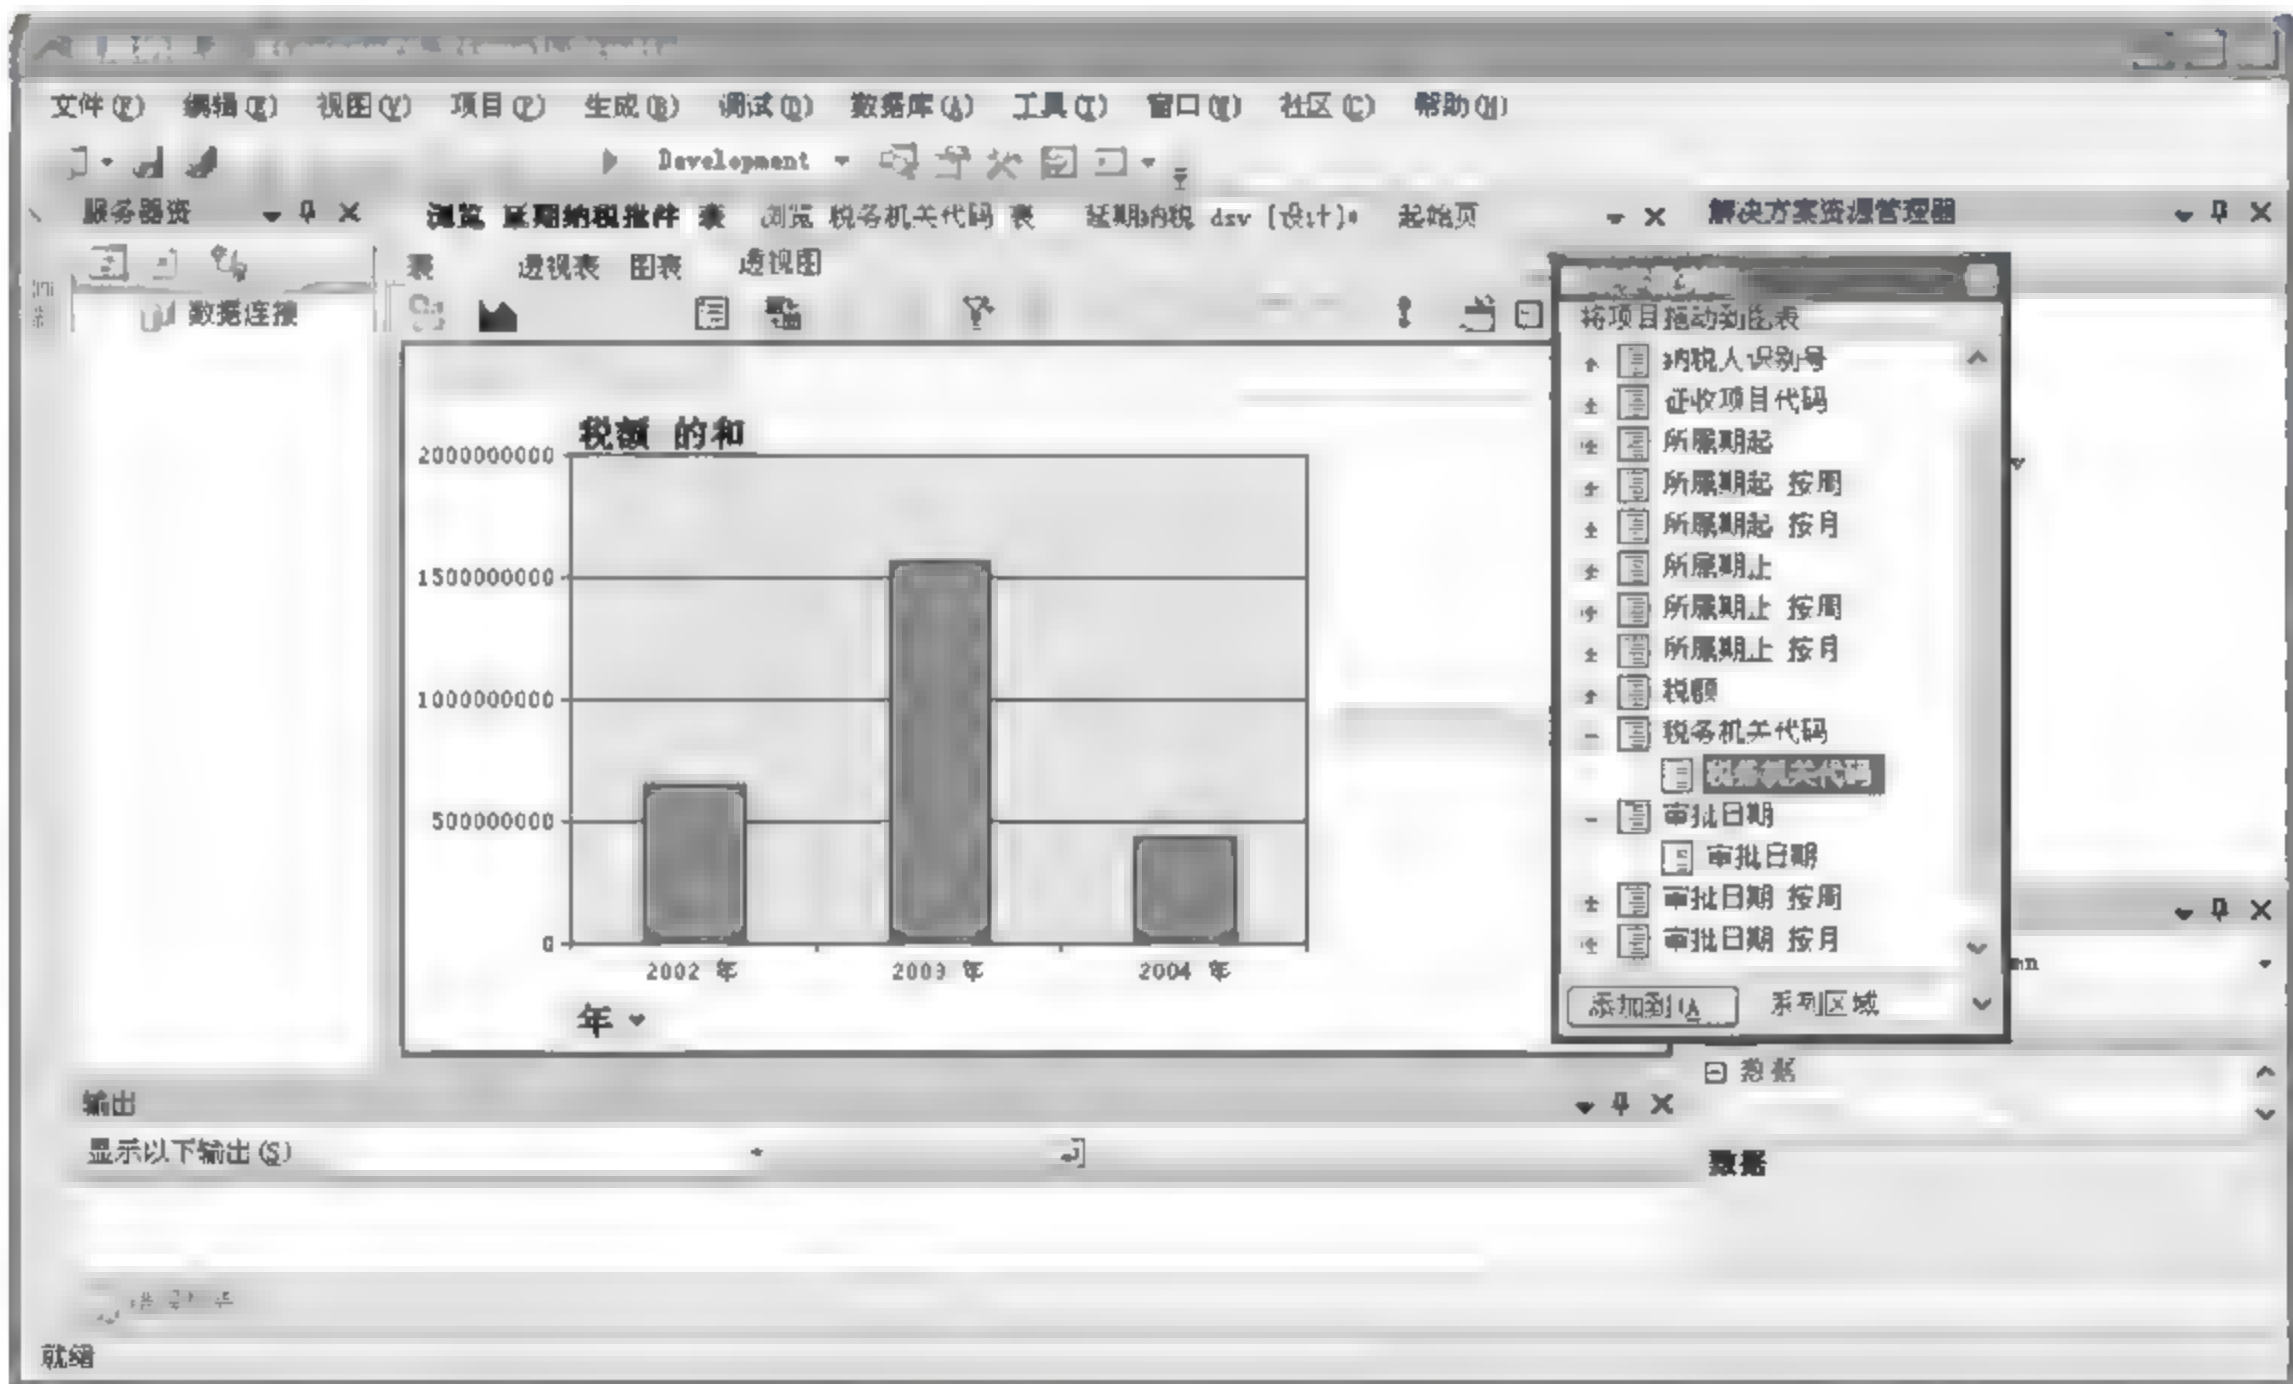 文件(F) 编辑(E) 视图(V) 项目(P) 生成(B) 调试(D) 数据库(A) 工具(T) 窗口(W) 社区(C) 帮助(H)
Development
服务器资
浏览 延期纳税批件 表 浏览 税务机关代码 表 延期纳税 dsv [设计]* 起始页
解决方案资源管理器
表 透视表 图表 透视图
数据连接
税额 的和
2000000000
1500000000
1000000000
500000000
0
2002 年 2003 年 2004 年
年
将项目拖动到图表
纳税人识别号
征收项目代码
所属期起
所属期起 按周
所属期起 按月
所属期止
所属期止 按周
所属期止 按月
税额
税务机关代码
税务机关代码
审批日期
审批日期
审批日期 按周
审批日期 按月
添加到(A 系列区域
mn
数据
数据
输出
显示以下输出(S)
就绪